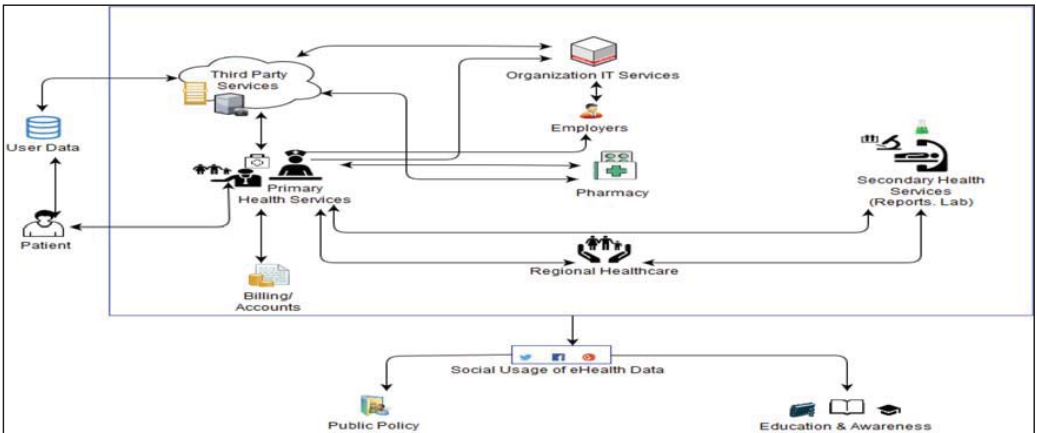 Third Party
Services
Organization IT Services
User Data
Employers
Primary
Health Services
Pharmacy
Secondary Health
Services
(Reports. Lab)
Patient
Regional Healthcare
Billing/
Accounts
Social Usage of eHealth Data
Public Policy
Education & Awareness